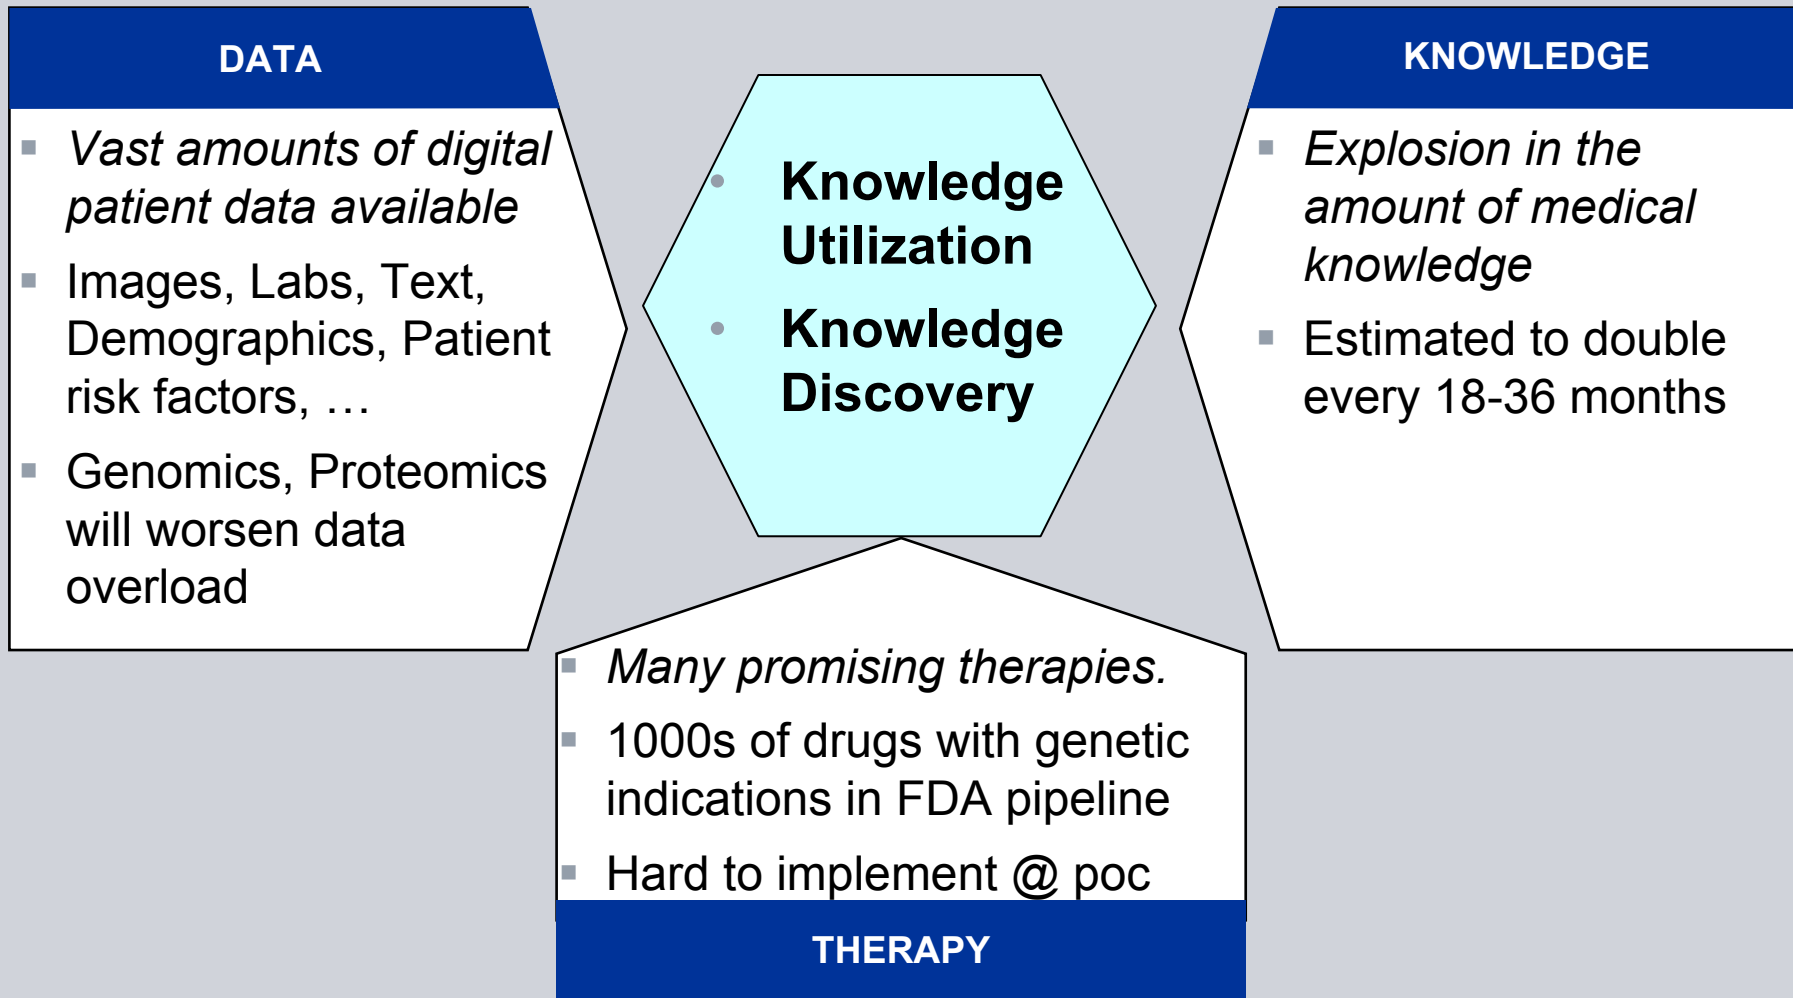 DATA
Vast amounts of digital
patient data available
Images, Labs, Text,
Demographics, Patient
risk factors, …
Genomics, Proteomics
will worsen data
overload
Knowledge
Utilization
Knowledge
Discovery
KNOWLEDGE
Explosion in the
amount of medical
knowledge
Estimated to double
every 18-36 months
Many promising therapies.
1000s of drugs with genetic
indications in FDA pipeline
Hard to implement @ poc
THERAPY